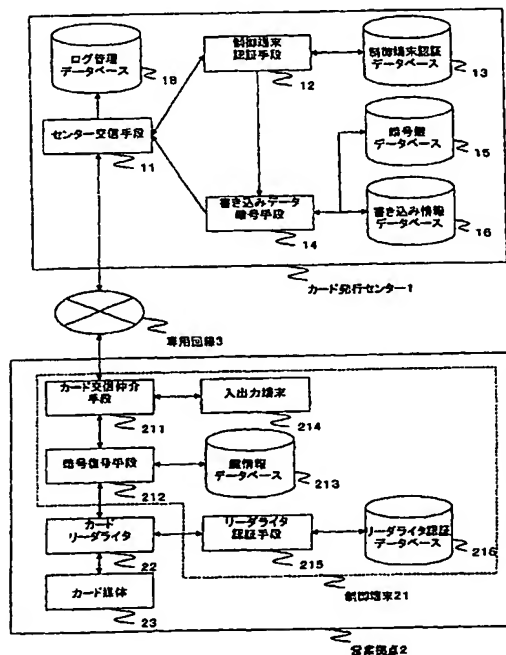 ログ管理
データベース
18
制御端末
認証手段
12
制御端末認証
データベース
13
センター交信手段
11
暗号鍵
データベース
15
書き込みデータ
暗号手段
14
書き込み情報
データベース
16
カード発行センター1
専用回線3
カード交信仲介
手段
211
入出力端末
214
暗号復号手段
212
鍵情報
データベース
213
カード
リーダライタ
22
リーダライタ
認証手段
215
リーダライタ認証
データベース
216
カード媒体
23
制御端末21
営業拠点2